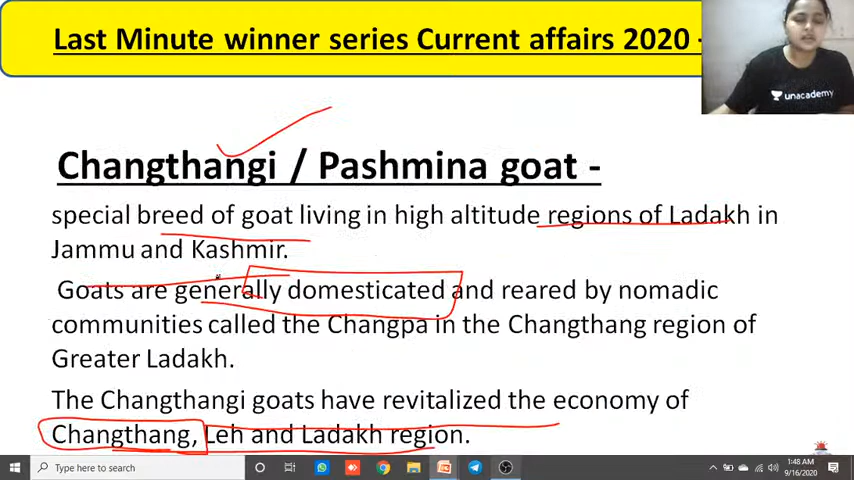 Last Minute winner series Current affairs 2020 -
unacademy
Changthangi / Pashmina goat -
special breed of goat living in high altitude regions of Ladakh in
Jammu and Kashmir.
Goats are generally domesticated and reared by nomadic
communities called the Changpa in the Changthang region of
Greater Ladakh.
The Changthangi goats have revitalized the economy of
Changthang, Leh and Ladakh region.
Type here to search
1:48 AM
9/16/2020